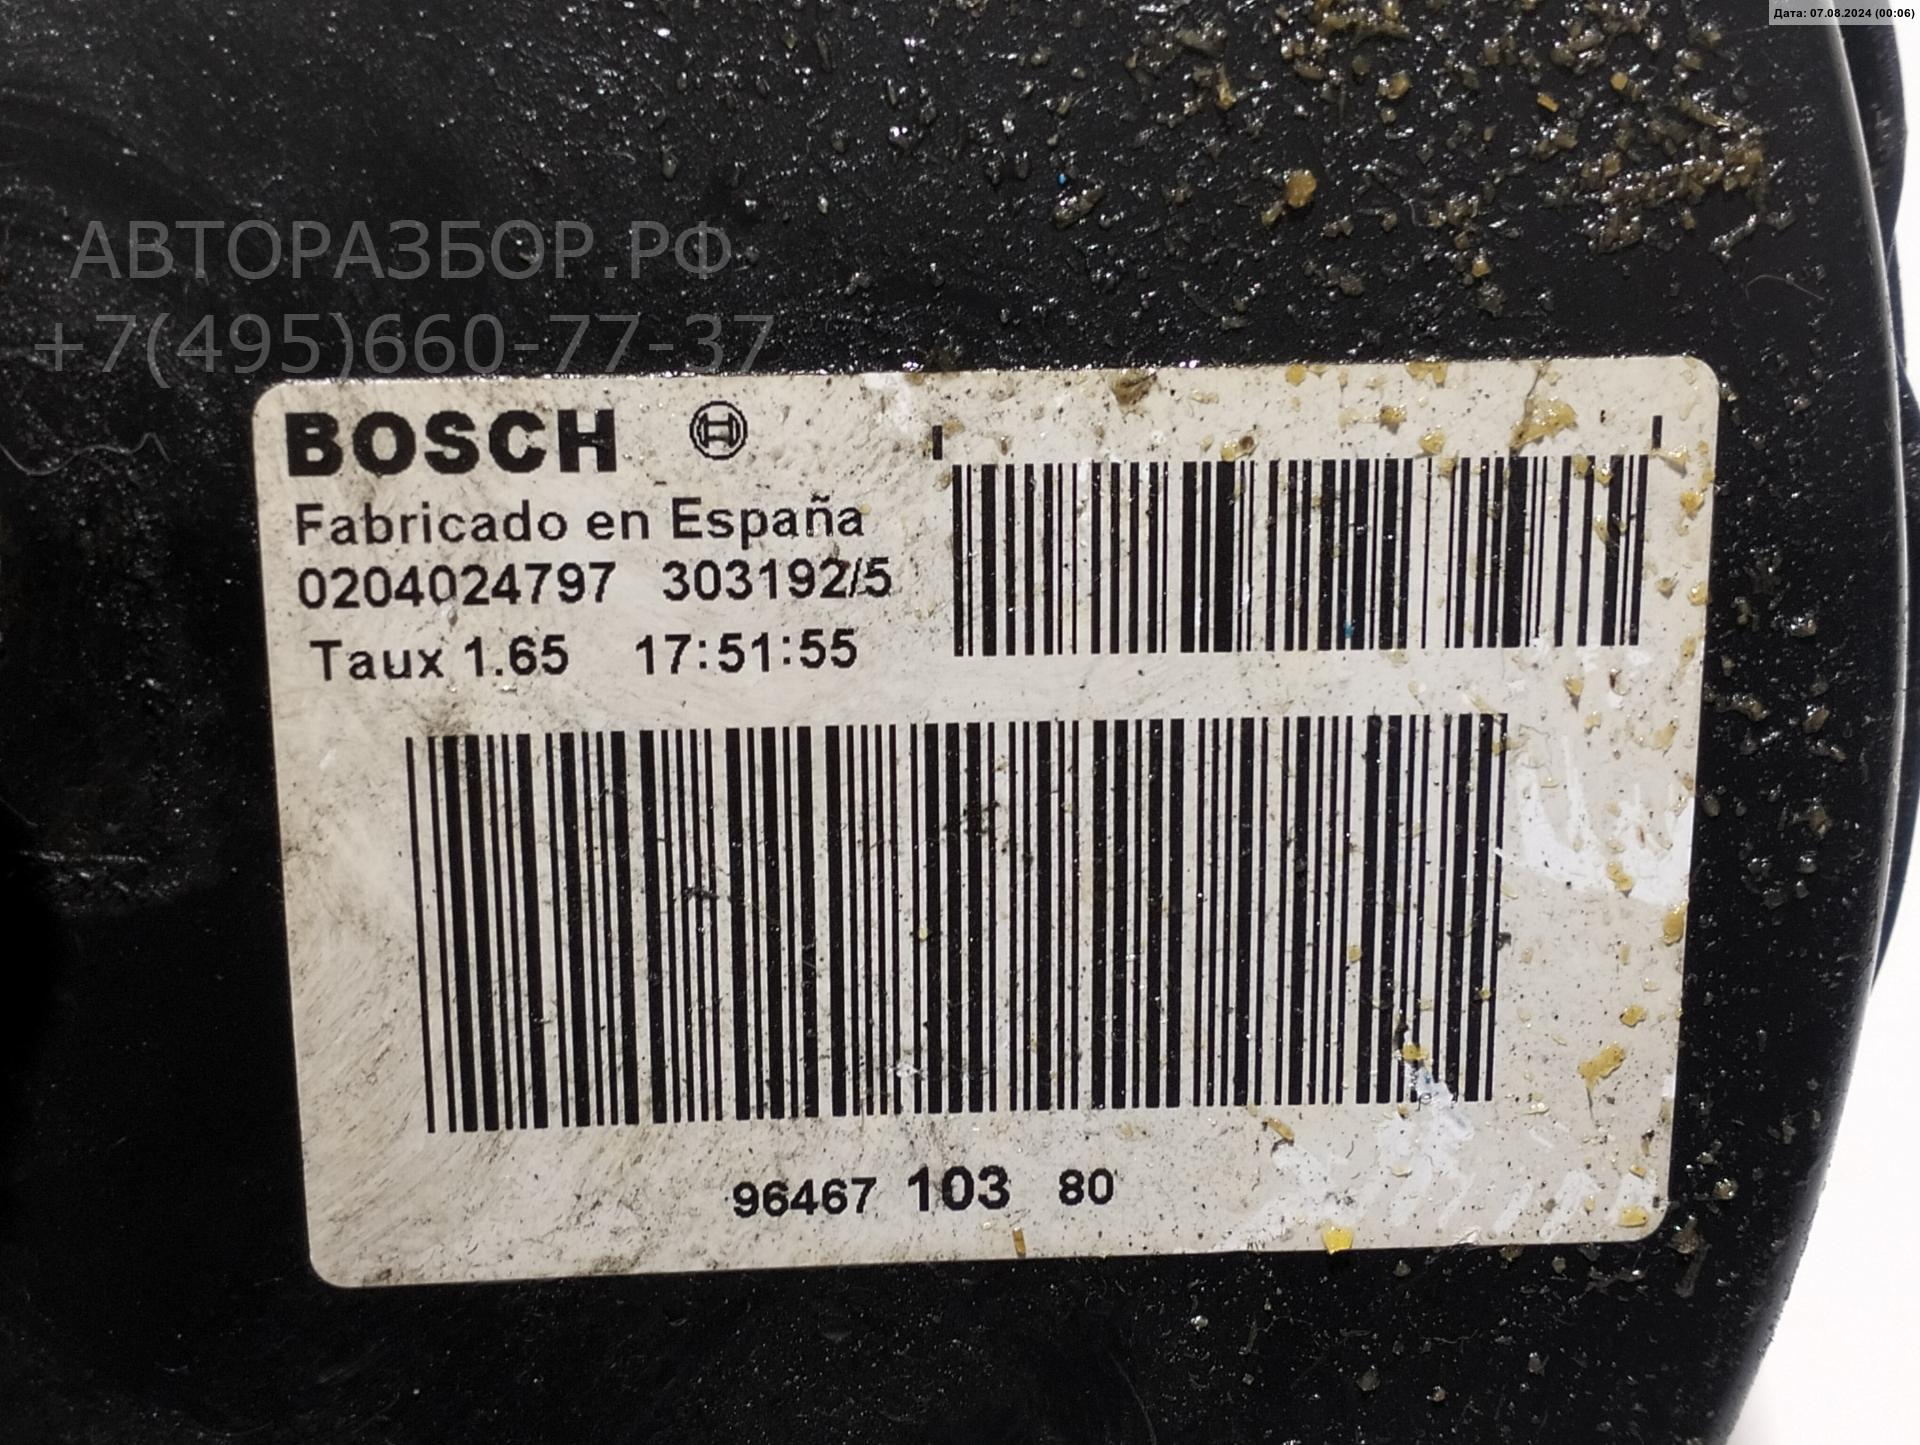 Дата: 07.08.2024 (00:06)
АВТОРАЗБОР.РФ
+7(495)660-77-37
BOSCH
Fabricado en España
0204024797 303192/5
Taux 1.65 17:51:55
96467 103 80